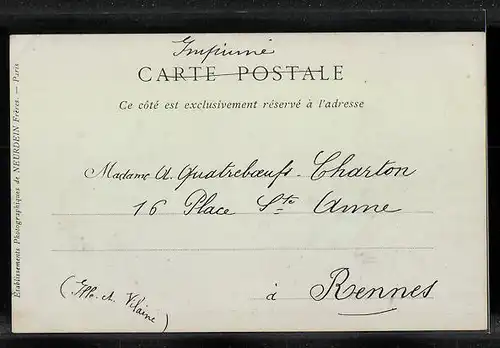 Imprimé
CARTE POSTALE
Ce côté est exclusivement réservé à l'adresse
Madame A. Quatrebœufs-Charton
16 Place Ste Anne
à Rennes
(Ille-et-Vilaine)
Établissements Photographiques de NEURDEIN Frères. — Paris